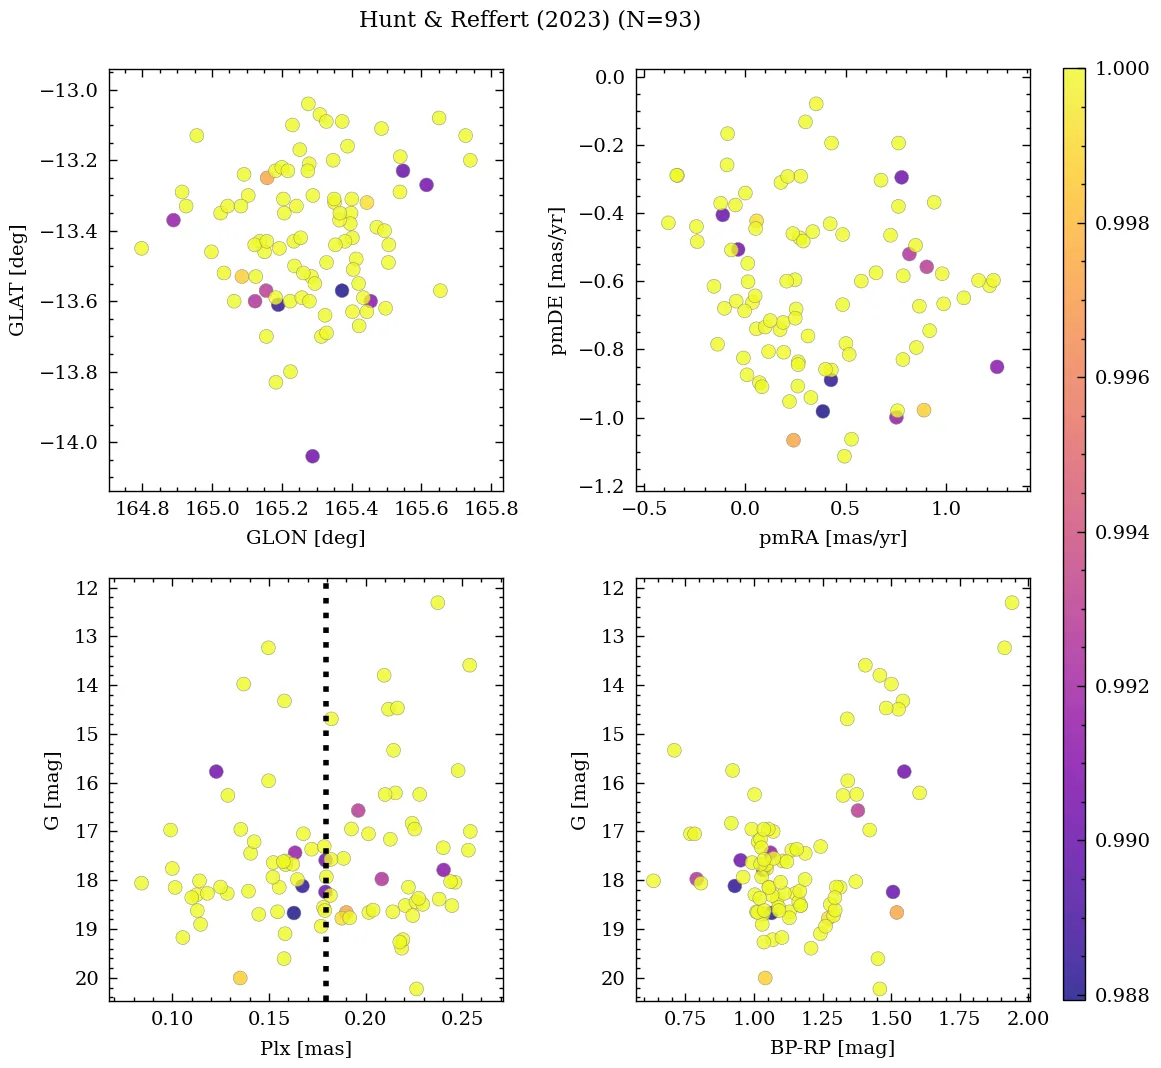 Hunt & Reffert (2023) (N=93)
−13.0
−13.2
−13.4
−13.6
−13.8
−14.0
GLAT [deg]
164.8 165.0 165.2 165.4 165.6 165.8
GLON [deg]
0.0
−0.2
−0.4
−0.6
−0.8
−1.0
−1.2
pmDE [mas/yr]
−0.5 0.0 0.5 1.0
pmRA [mas/yr]
12
13
14
15
16
17
18
19
20
G [mag]
0.10 0.15 0.20 0.25
Plx [mas]
12
13
14
15
16
17
18
19
20
G [mag]
0.75 1.00 1.25 1.50 1.75 2.00
BP-RP [mag]
1.000
0.998
0.996
0.994
0.992
0.990
0.988